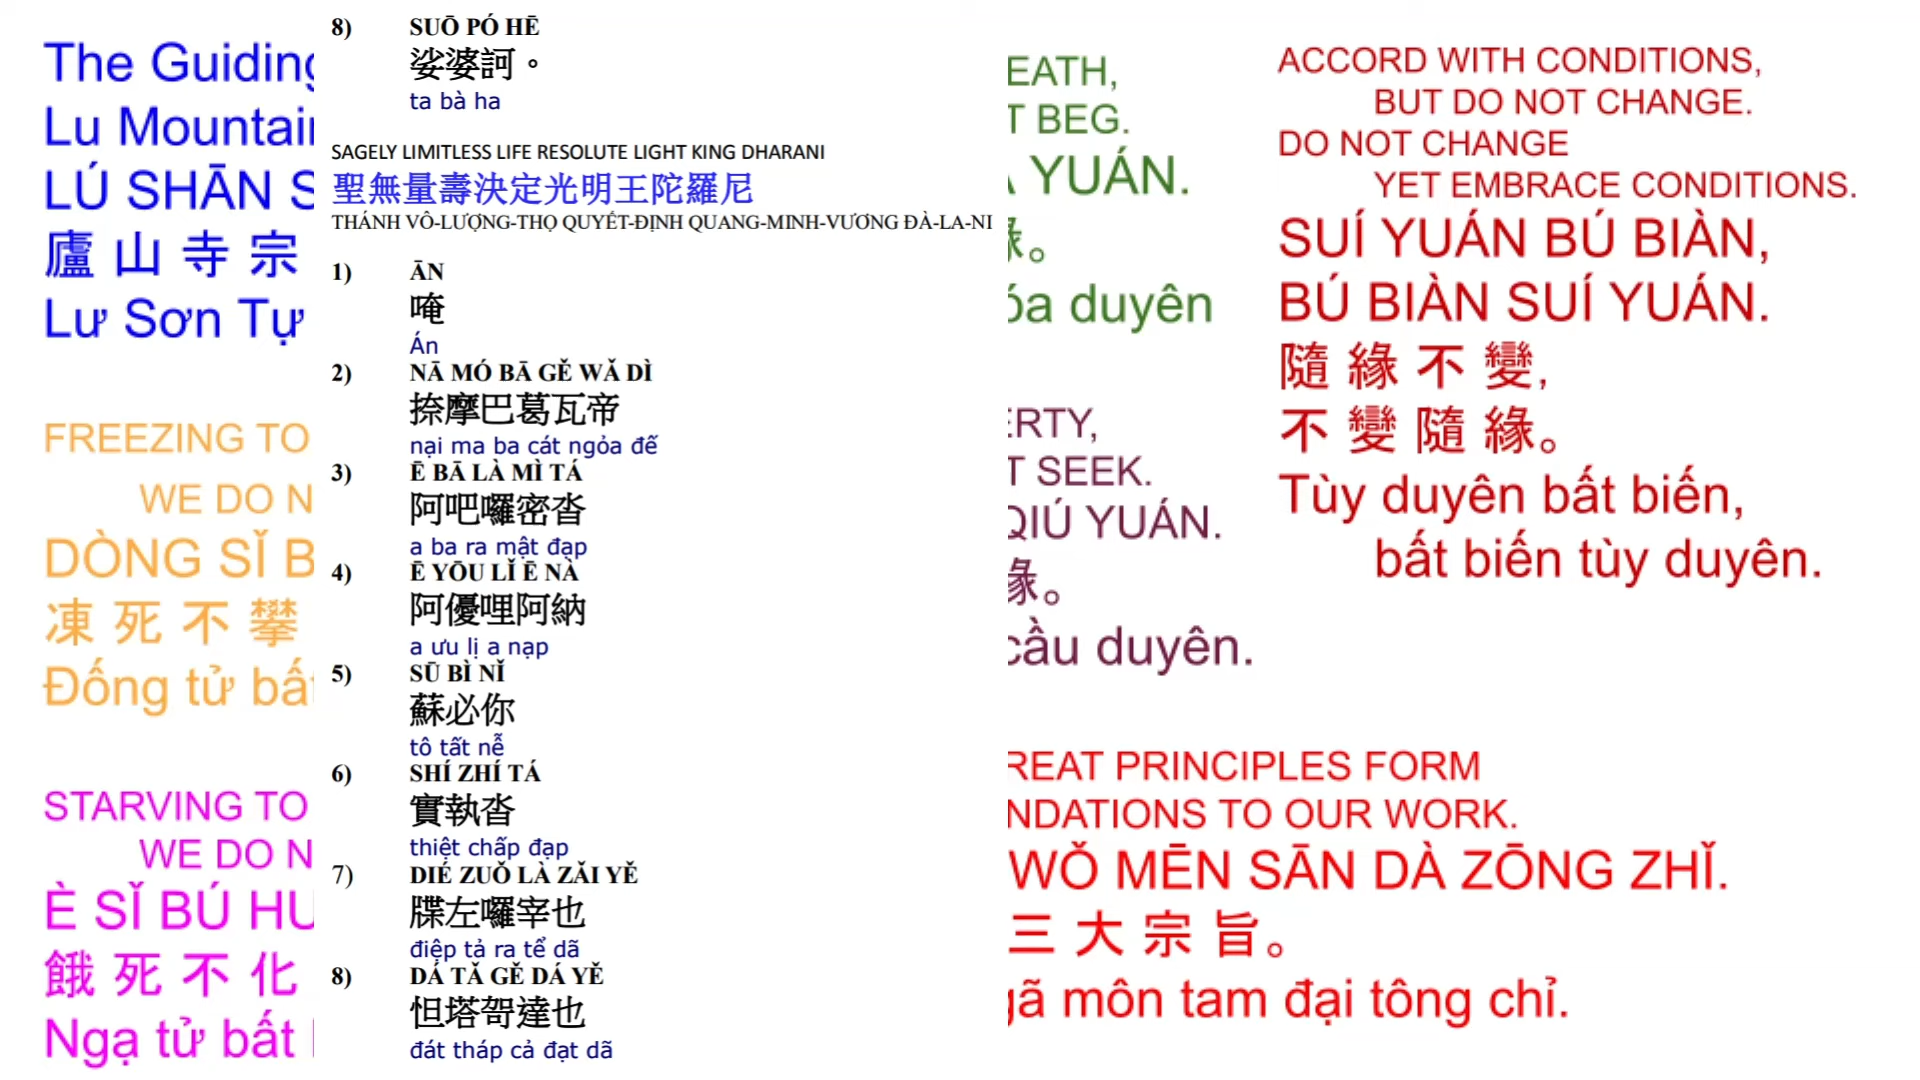 The Guiding
Lu Mountain
LÚ SHĀN S
廬 山 寺 宗
Lư Sơn Tự
FREEZING TO
WE DO N
DÒNG SǏ B
凍 死 不 攀
Đống tử bất
STARVING TO
WE DO N
È SǏ BÚ HU
餓 死 不 化
Ngạ tử bất
8) SUŌ PÓ HĒ
娑婆訶。
ta bà ha
SAGELY LIMITLESS LIFE RESOLUTE LIGHT KING DHARANI
聖無量壽決定光明王陀羅尼
THÁNH VÔ-LƯỢNG-THỌ QUYẾT-ĐỊNH QUANG-MINH-VƯƠNG ĐÀ-LA-NI
1) ĀN
唵
Án
2) NĀ MÓ BĀ GĚ WǍ DÌ
捺摩巴葛瓦帝
nại ma ba cát ngỏa đế
3) Ē BĀ LÀ MÌ TÁ
阿吧囉密沓
a ba ra mật đạp
4) Ē YŌU LǏ Ē NÀ
阿優哩阿納
a ưu lị a nạp
5) SŪ BÌ NǏ
蘇必你
tô tất nễ
6) SHÍ ZHÍ TÁ
實執沓
thiệt chấp đạp
7) DIÉ ZUǑ LÀ ZǍI YĚ
牒左囉宰也
điệp tả ra tể dã
8) DÁ TǍ GĚ DÁ YĚ
怛塔哿達也
đát tháp cả đạt dã
EATH,
T BEG.
YUÁN.
緣。
óa duyên
ERTY,
T SEEK.
QIÚ YUÁN.
緣。
cầu duyên.
ACCORD WITH CONDITIONS,
BUT DO NOT CHANGE.
DO NOT CHANGE
YET EMBRACE CONDITIONS.
SUÍ YUÁN BÚ BIÀN,
BÚ BIÀN SUÍ YUÁN.
隨 緣 不 變,
不 變 隨 緣。
Tùy duyên bất biến,
bất biến tùy duyên.
REAT PRINCIPLES FORM
NDATIONS TO OUR WORK.
WǑ MĒN SĀN DÀ ZŌNG ZHǏ.
三 大 宗 旨。
gã môn tam đại tông chỉ.